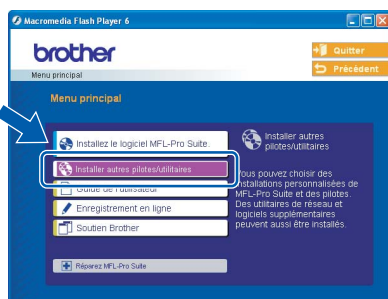 Macromedia Flash Player 6
brother
Quitter
Précédent
Menu principal
Menu principal
Installez le logiciel MFL-Pro Suite
Installer autres pilotes/utilitaires
Guide de l'utilisateur
Enregistrement en ligne
Soutien Brother
Réparez MFL-Pro Suite
Installer autres
pilotes/utilitaires
Vous pouvez choisir des
installations personnalisées de
MFL-Pro Suite et des pilotes.
Des utilitaires de réseau et
logiciels supplémentaires
peuvent aussi être installés.